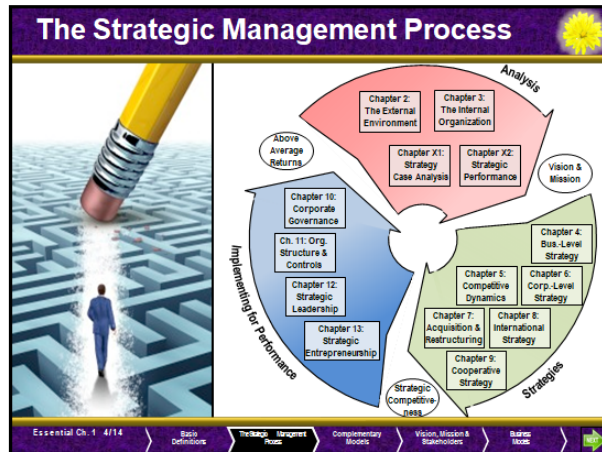 The Strategic Management Process
Analysis
Chapter 2:
The External
Environment
Chapter 3:
The Internal
Organization
Chapter X1:
Strategy
Case Analysis
Chapter X2:
Strategic
Performance
Above
Average
Returns
Vision &
Mission
Chapter 10:
Corporate
Governance
Ch. 11: Org.
Structure
& Controls
Chapter 12:
Strategic
Leadership
Chapter 13:
Strategic
Entrepreneurship
Implementing for Performance
Chapter 4:
Bus.-Level
Strategy
Chapter 5:
Competitive
Dynamics
Chapter 6:
Corp.-Level
Strategy
Chapter 7:
Acquisition &
Restructuring
Chapter 8:
International
Strategy
Chapter 9:
Cooperative
Strategy
Strategies
Strategic
Competitive-
ness
Essential Ch. 1 4/14
Basic
Definitions
The Strategic Management
Process
Complementary
Models
Vision, Mission &
Stakeholders
Business
Models
NEXT